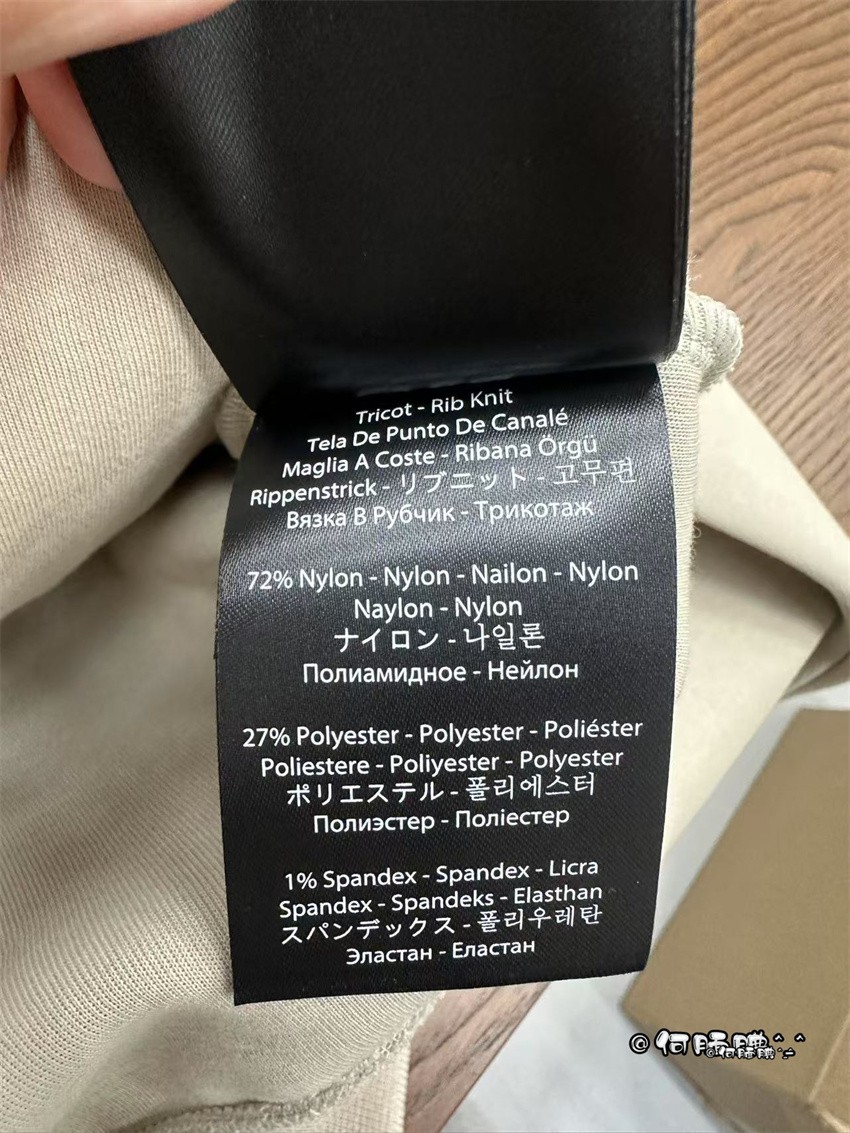 Tricot - Rib Knit
Tela De Punto De Canalé
Maglia A Coste - Ribana Örgü
Rippenstrick - リブニット - 고무편
Вязка В Рубчик - Трикотаж
72% Nylon - Nylon - Nailon - Nylon
Naylon - Nylon
ナイロン - 나일론
Полиамидное - Нейлон
27% Polyester - Polyester - Poliéster
Poliestere - Poliyester - Polyester
ポリエステル - 폴리에스터
Полиэстер - Поліестер
1% Spandex - Spandex - Licra
Spandex - Spandeks - Elasthan
スパンデックス - 폴리우레탄
Эластан - Еластан